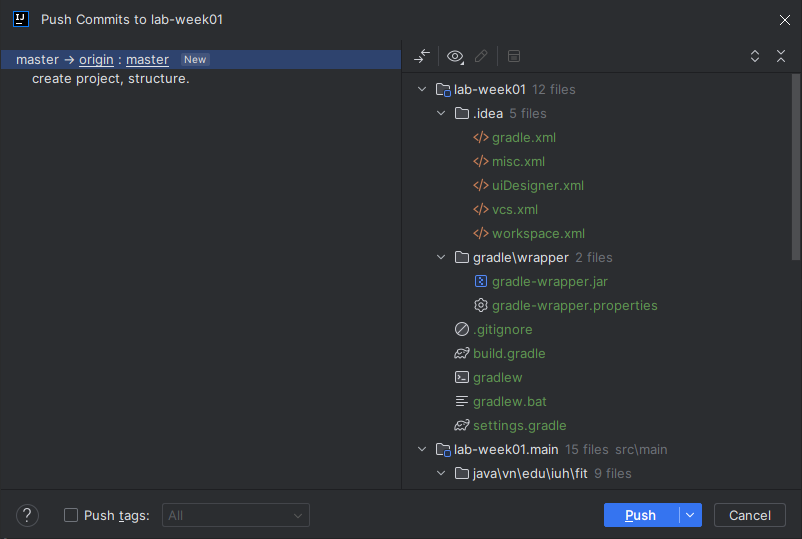 Push Commits to lab-week01
master → origin : master New
create project, structure.
lab-week01 12 files
.idea 5 files
gradle.xml
misc.xml
uiDesigner.xml
vcs.xml
workspace.xml
gradle\wrapper 2 files
gradle-wrapper.jar
gradle-wrapper.properties
.gitignore
build.gradle
gradlew
gradlew.bat
settings.gradle
lab-week01.main 15 files src\main
java\vn\edu\iuh\fit 9 files
? Push tags: All Push Cancel